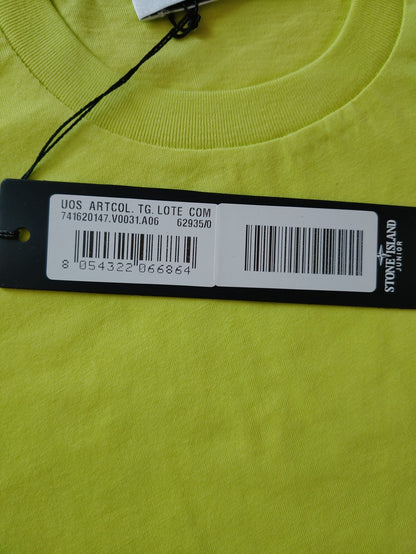 UOS ARTCOL. TG. LOTE COM
741620147.V0031.A06 62935/0
8 054322 066864
STONE ISLAND
JUNIOR